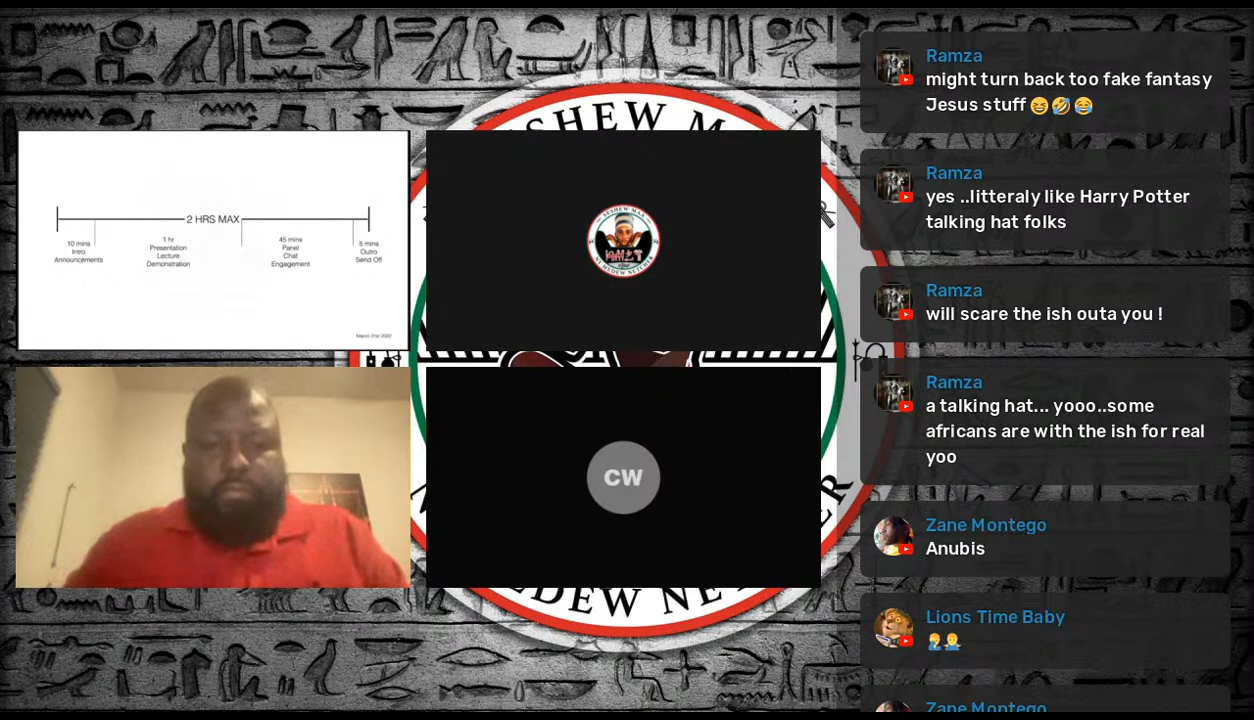 2 HRS MAX
10 mins
Intro
Announcements
1 hr
Presentation
Lecture
Demonstration
45 mins
Panel
Chat
Engagement
5 mins
Outro
Send Off
March 21st 2022
CW
Ramza
might turn back too fake fantasy
Jesus stuff 😆🤣😂
Ramza
yes ..litteraly like Harry Potter
talking hat folks
Ramza
will scare the ish outa you !
Ramza
a talking hat... yooo..some
africans are with the ish for real
yoo
Zane Montego
Anubis
Lions Time Baby
Zane Montego